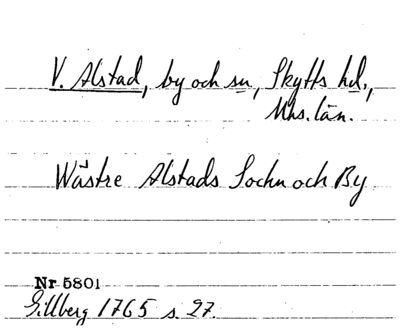 V. Alstad, by och sn, Skytts hd.,
Mhs. län.
Wästre Alstads Sochn och By
Nr 5801
Gillberg 1765 s. 27.